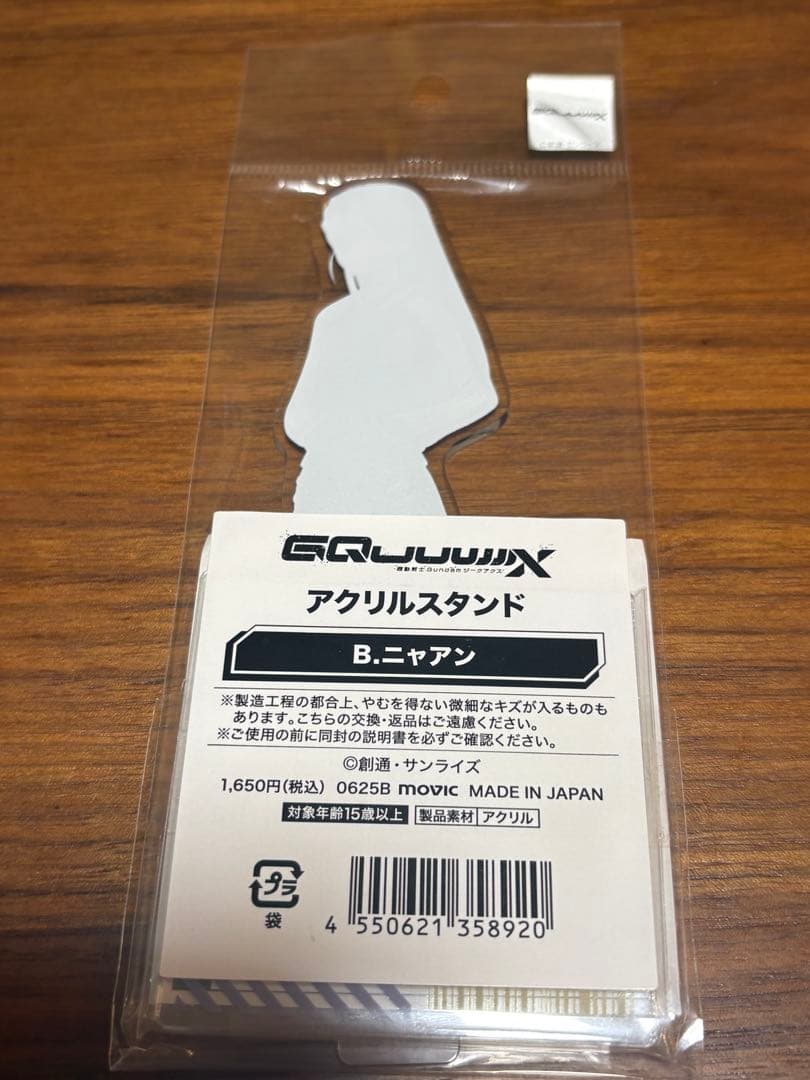 GQuuuuuuX
GQuuuuuuX
機動戦士Gundamジークアクス
アクリルスタンド
B.ニャアン
※製造工程の都合上、やむを得ない微細なキズが入るものも
あります。こちらの交換・返品はご遠慮ください。
※ご使用の前に同封の説明書を必ずご確認ください。
©創通・サンライズ
1,650円(税込) 0625B movic MADE IN JAPAN
対象年齢15歳以上 製品素材 アクリル
プラ
袋
4 550621 358920